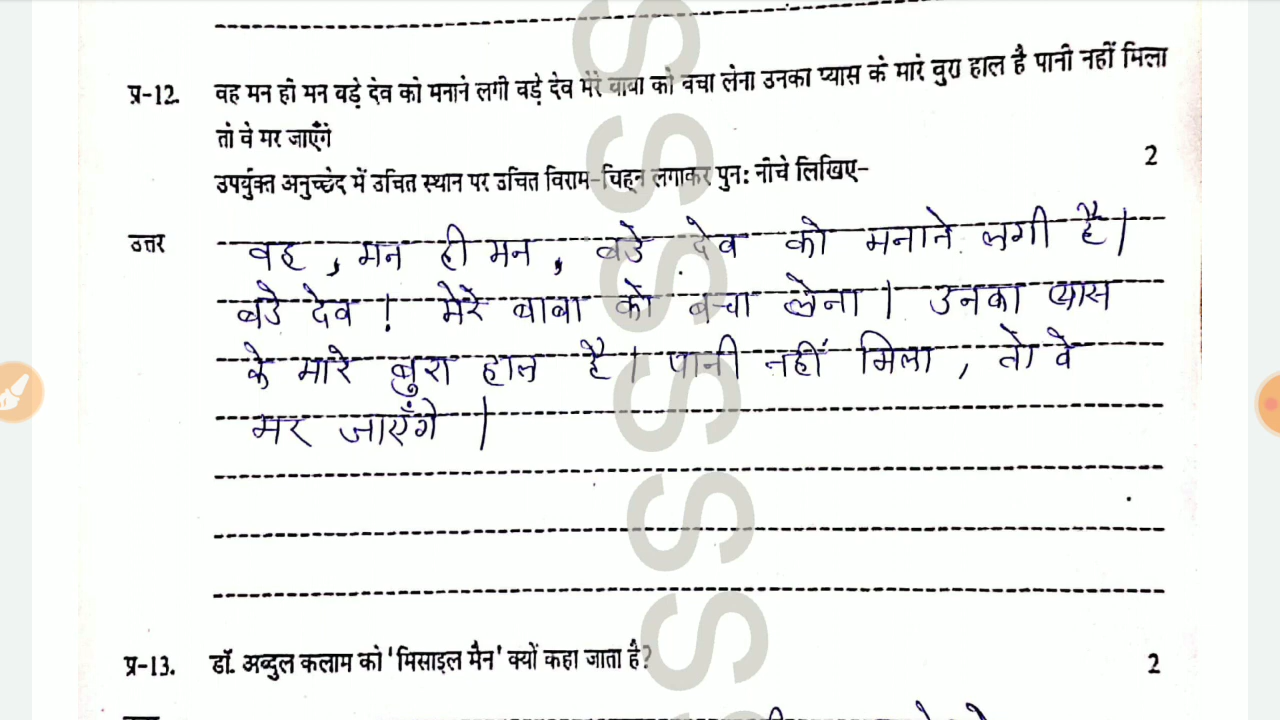 प्र-12. वह मन ही मन बड़े देव को मनाने लगी बड़े देव मेरे बाबा को बचा लेना उनका प्यास के मारे बुरा हाल है पानी नहीं मिला
तो वे मर जाएँगे
2
उपर्युक्त अनुच्छेद में उचित स्थान पर उचित विराम-चिह्न लगाकर पुन: नीचे लिखिए-
उत्तर वह , मन ही मन , बडे देव को मनाने लगी है।
बडे देव ! मेरे बाबा को बचा लेना । उनका प्यास
के मारे बुरा हाल है । पानी नहीं मिला , तो वे
मर जाएँगे ।
प्र-13. डॉ. अब्दुल कलाम को 'मिसाइल मैन' क्यों कहा जाता है? 2
SSSSSS